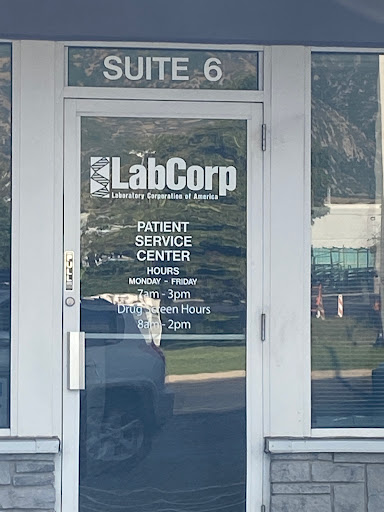 SUITE 6
LabCorp
Laboratory Corporation of America
PATIENT
SERVICE
CENTER
HOURS
MONDAY - FRIDAY
7am - 3pm
Drug Screen Hours
8am - 2pm